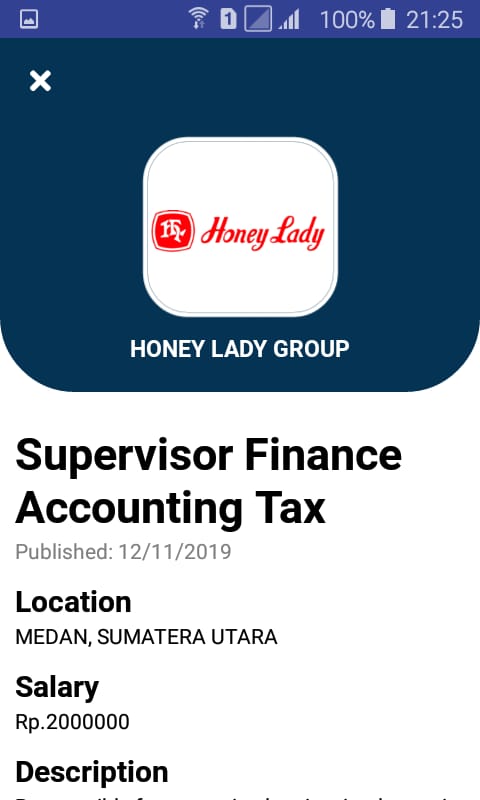 1
100%
21:25
Honey Lady
HONEY LADY GROUP
Supervisor Finance
Accounting Tax
Published: 12/11/2019
Location
MEDAN, SUMATERA UTARA
Salary
Rp.2000000
Description